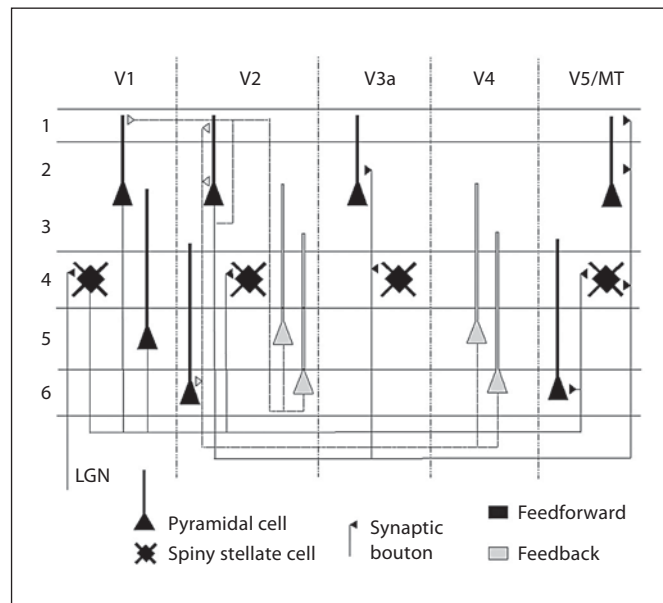 V1 V2 V3a V4 V5/MT
1
2
3
4
5
6
LGN
Pyramidal cell
Spiny stellate cell
Synaptic
bouton
Feedforward
Feedback